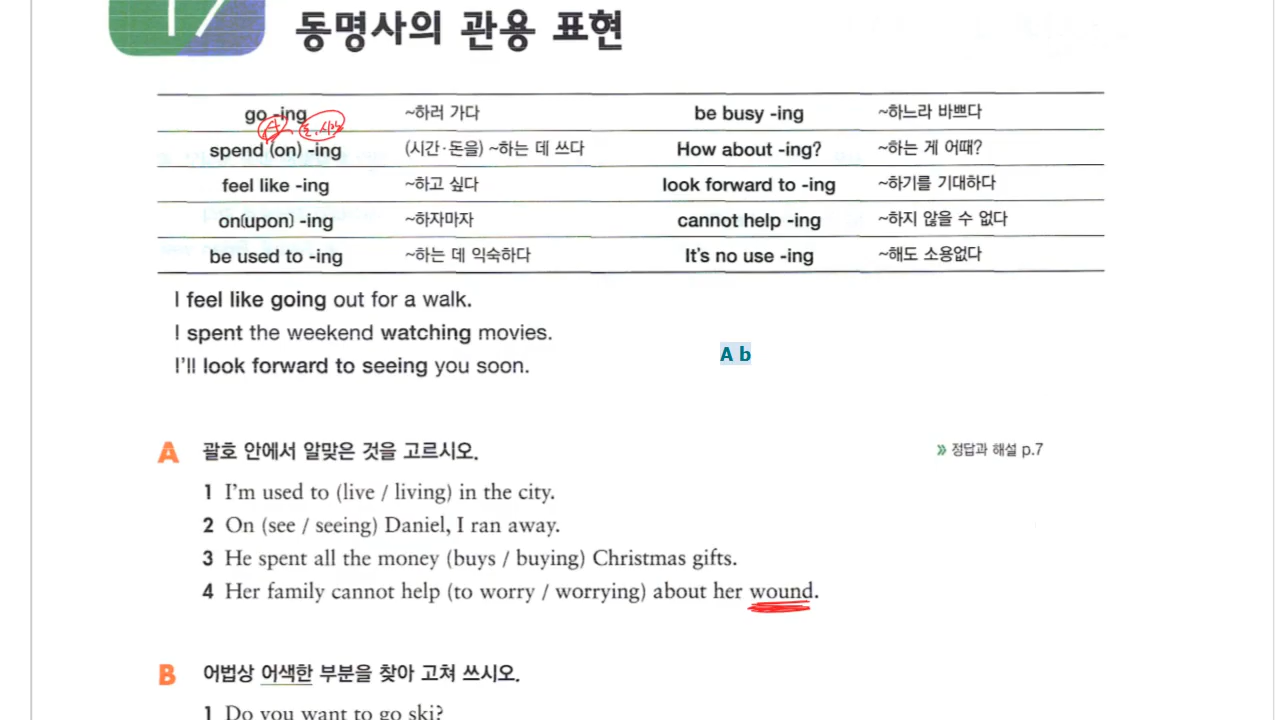 17
동명사의 관용 표현
go -ing ~하러 가다 be busy -ing ~하느라 바쁘다
spend (on) -ing (시간·돈을) ~하는 데 쓰다 How about -ing? ~하는 게 어때?
feel like -ing ~하고 싶다 look forward to -ing ~하기를 기대하다
on(upon) -ing ~하자마자 cannot help -ing ~하지 않을 수 없다
be used to -ing ~하는 데 익숙하다 It's no use -ing ~해도 소용없다
I feel like going out for a walk.
I spent the weekend watching movies.
A b
I'll look forward to seeing you soon.
A 괄호 안에서 알맞은 것을 고르시오. » 정답과 해설 p.7
1 I'm used to (live / living) in the city.
2 On (see / seeing) Daniel, I ran away.
3 He spent all the money (buys / buying) Christmas gifts.
4 Her family cannot help (to worry / worrying) about her wound.
B 어법상 어색한 부분을 찾아 고쳐 쓰시오.
1 Do you want to go ski?